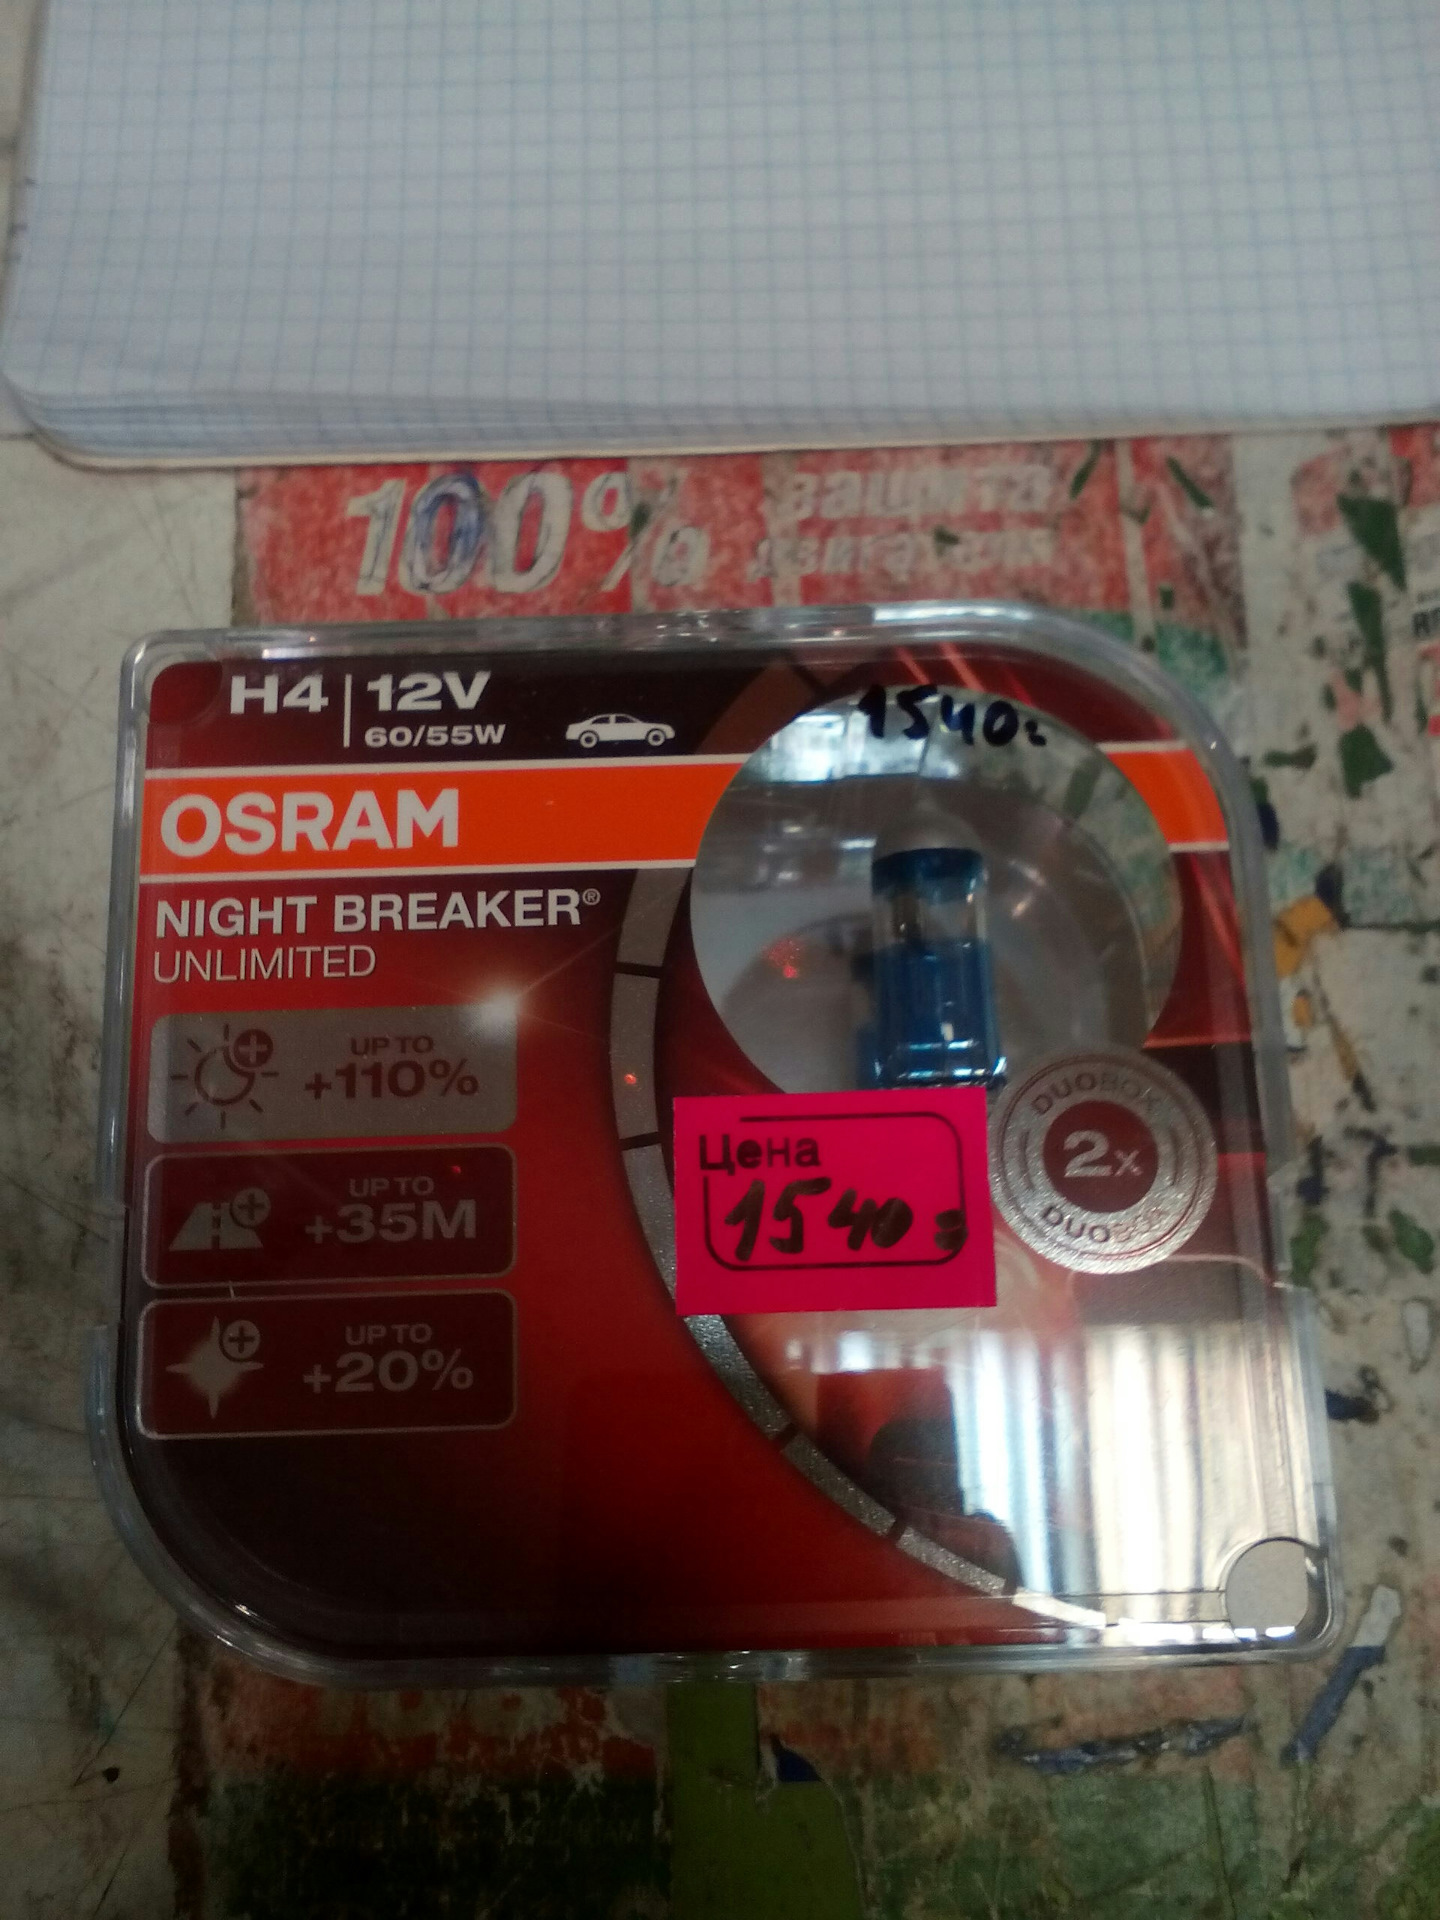 100% защита
двигателя
H4 12V
60/55W
1540=
OSRAM
NIGHT BREAKER®
UNLIMITED
UP TO
+110%
UP TO
+35M
UP TO
+20%
DUOBOX
2x
DUOBOX
Цена
1540=